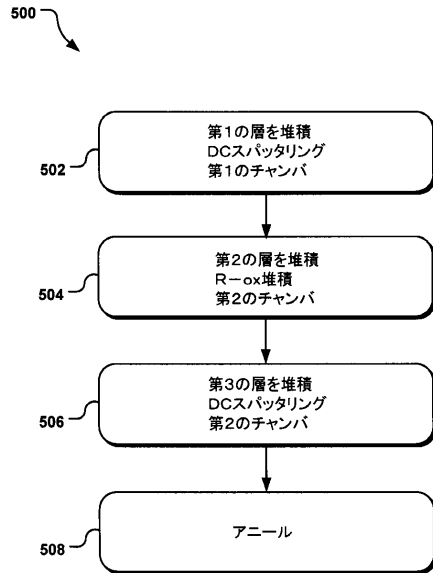 500
502
第1の層を堆積
DCスパッタリング
第1のチャンバ
504
第2の層を堆積
R－ox堆積
第2のチャンバ
506
第3の層を堆積
DCスパッタリング
第2のチャンバ
508
アニール